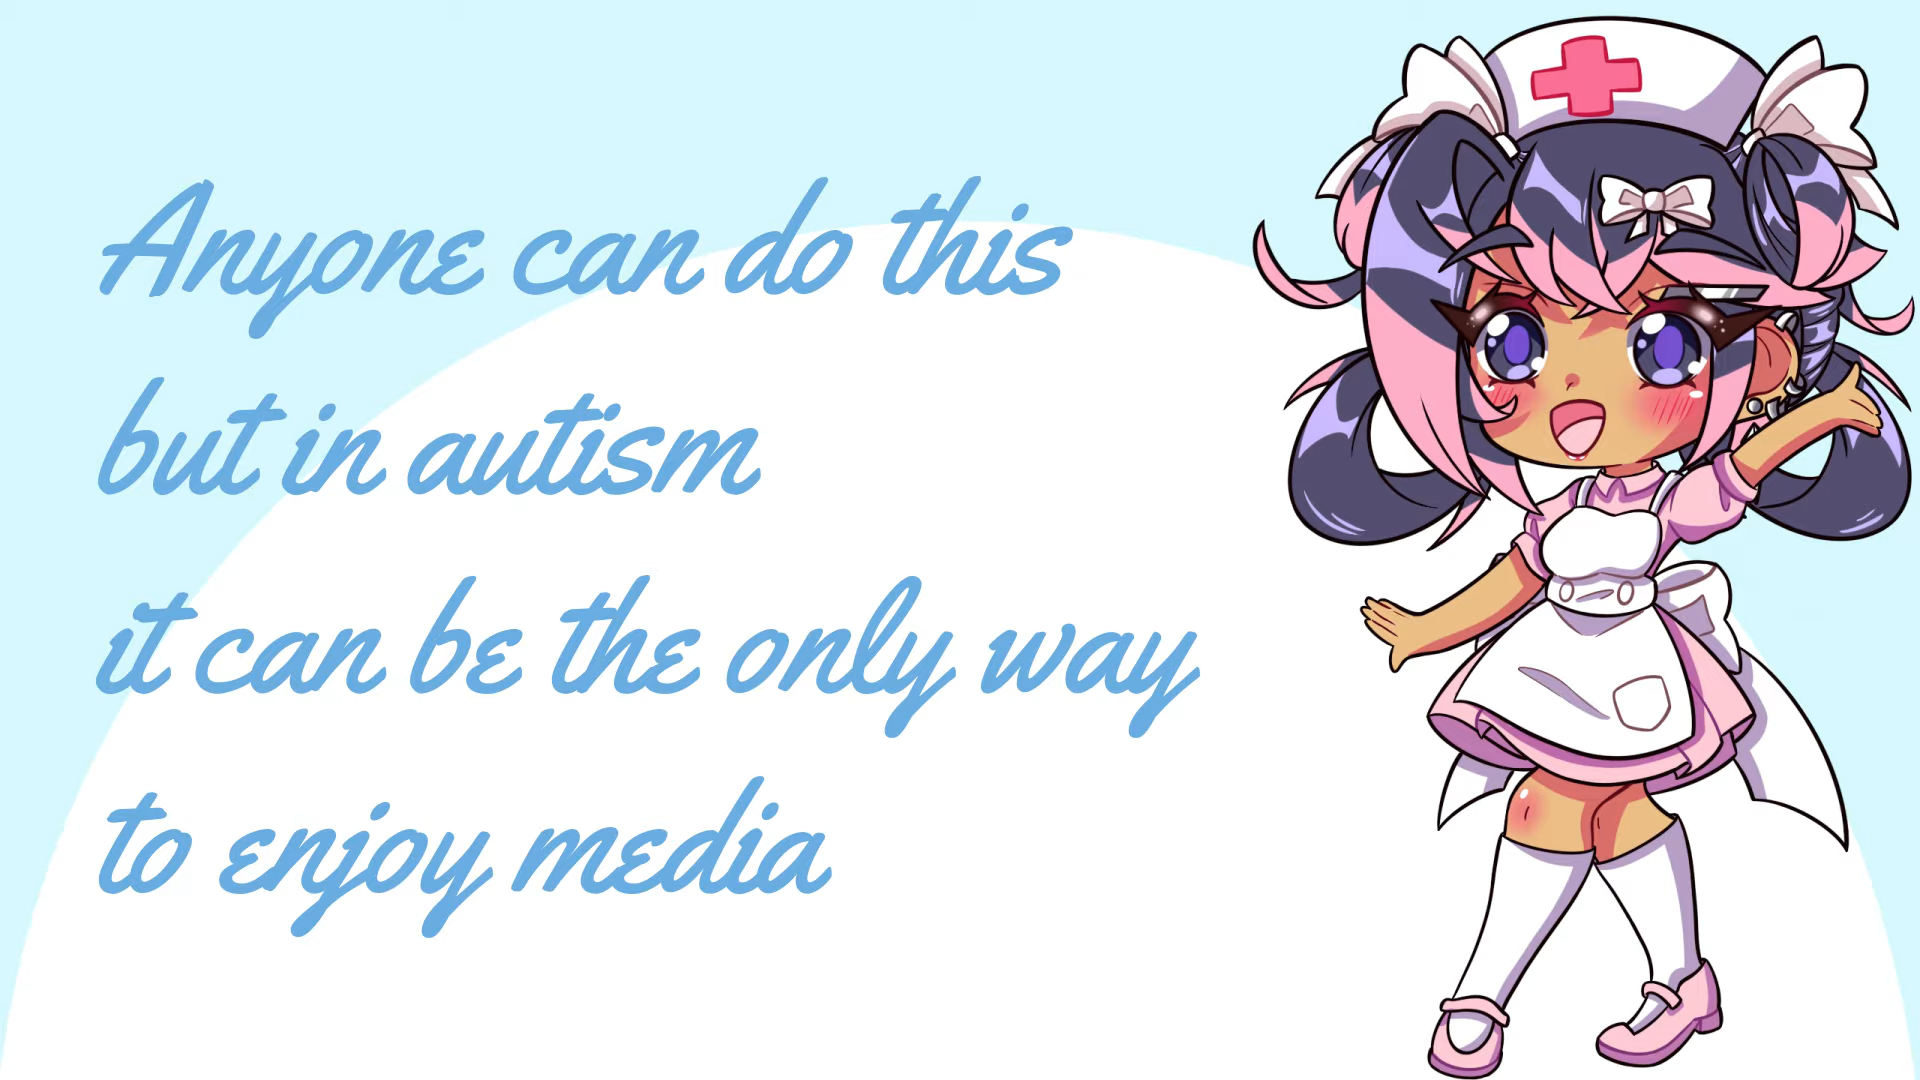 Anyone can do this
but in autism
it can be the only way
to enjoy media